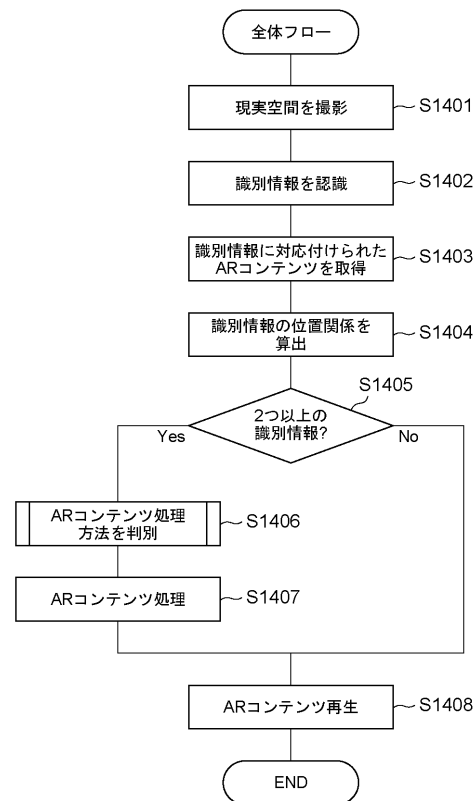 全体フロー
現実空間を撮影
S1401
識別情報を認識
S1402
識別情報に対応付けられた
ARコンテンツを取得
S1403
識別情報の位置関係を
算出
S1404
S1405
2つ以上の
識別情報?
Yes
No
ARコンテンツ処理
方法を判別
S1406
ARコンテンツ処理
S1407
ARコンテンツ再生
S1408
END